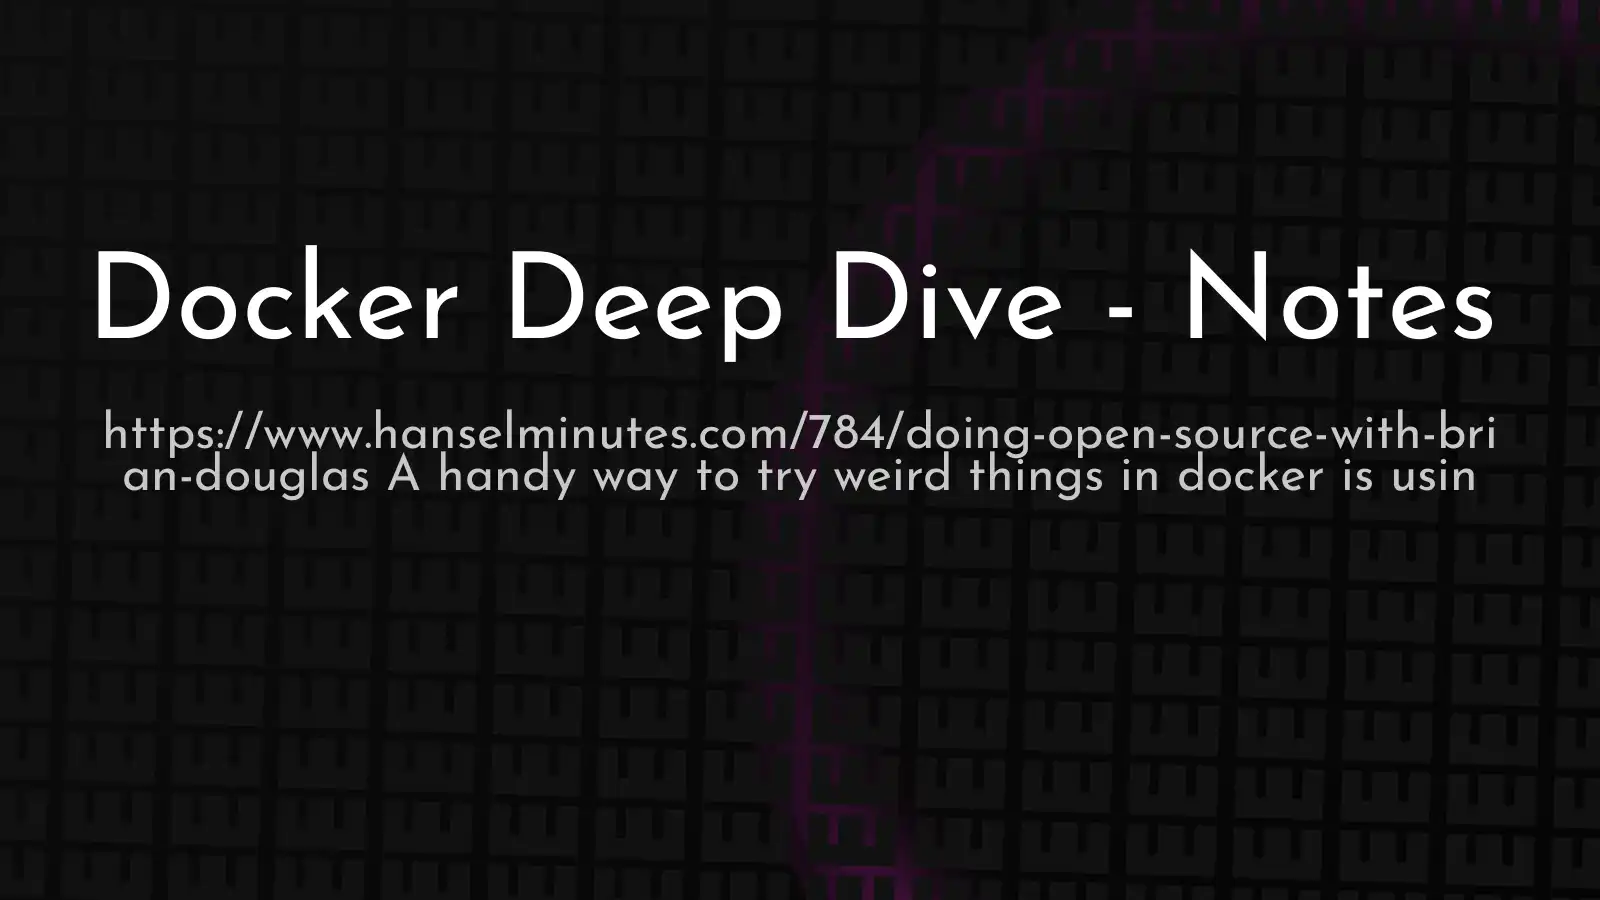 Docker Deep Dive - Notes
https://www.hanselminutes.com/784/doing-open-source-with-bri
an-douglas A handy way to try weird things in docker is usin